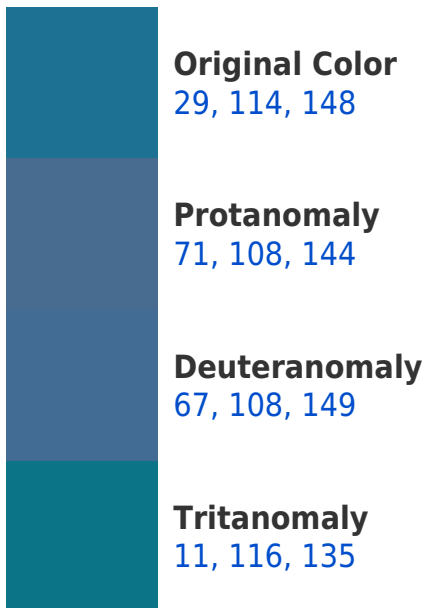 Original Color
29, 114, 148
Protanomaly
71, 108, 144
Deuteranomaly
67, 108, 149
Tritanomaly
11, 116, 135